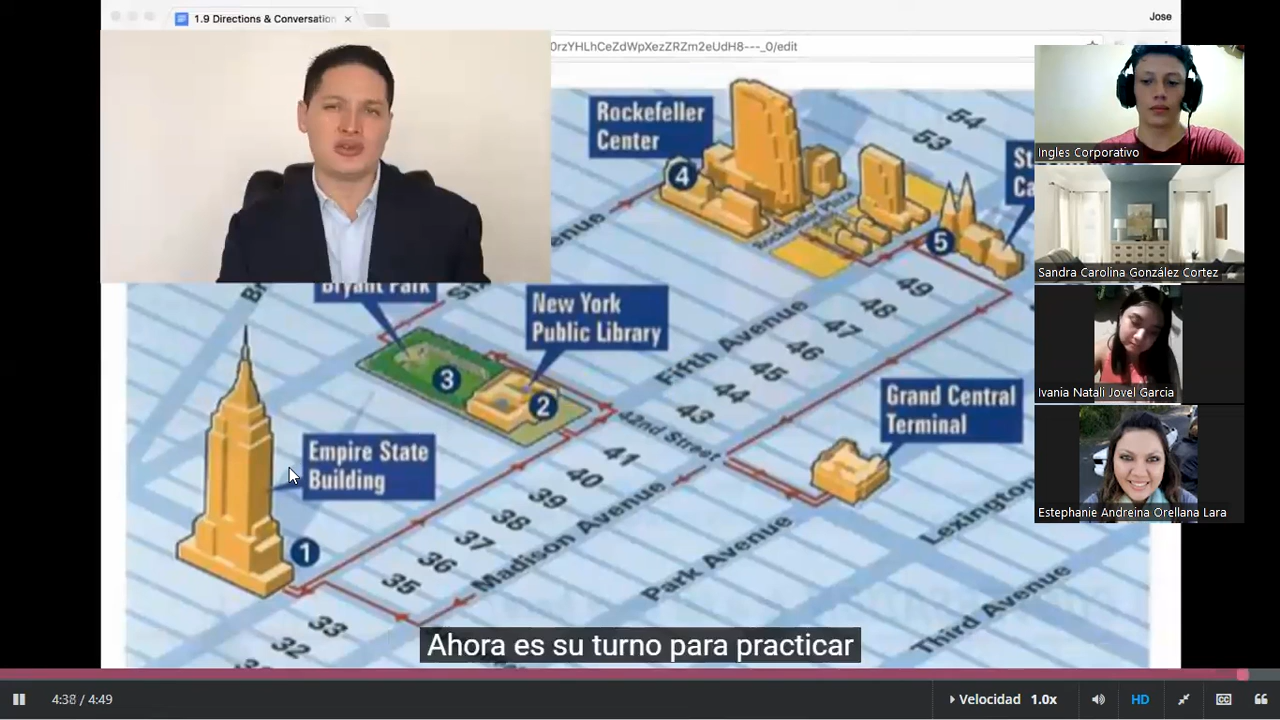 1.9 Directions & Conversation
Jose
0rzYHLhCeZdWpXezZRZm2eUdH8---_0/edit
Rockefeller
Center
4
54
53
Ingles Corporativo
enue
Rockefeller Plaza
5
Sandra Carolina González Cortez
Bryant Park
New York
Public Library
49
48
47
46
45
44
43
Fifth Avenue
3
2
42nd Street
Grand Central
Terminal
Ivania Natali Jovel Garcia
Empire State
Building
41
40
39
38
37
36
35
1
Madison Avenue
Park Avenue
Lexington
Third Avenue
Estephanie Andreina Orellana Lara
33
32
Ahora es su turno para practicar
4:38 / 4:49
Velocidad 1.0x
HD